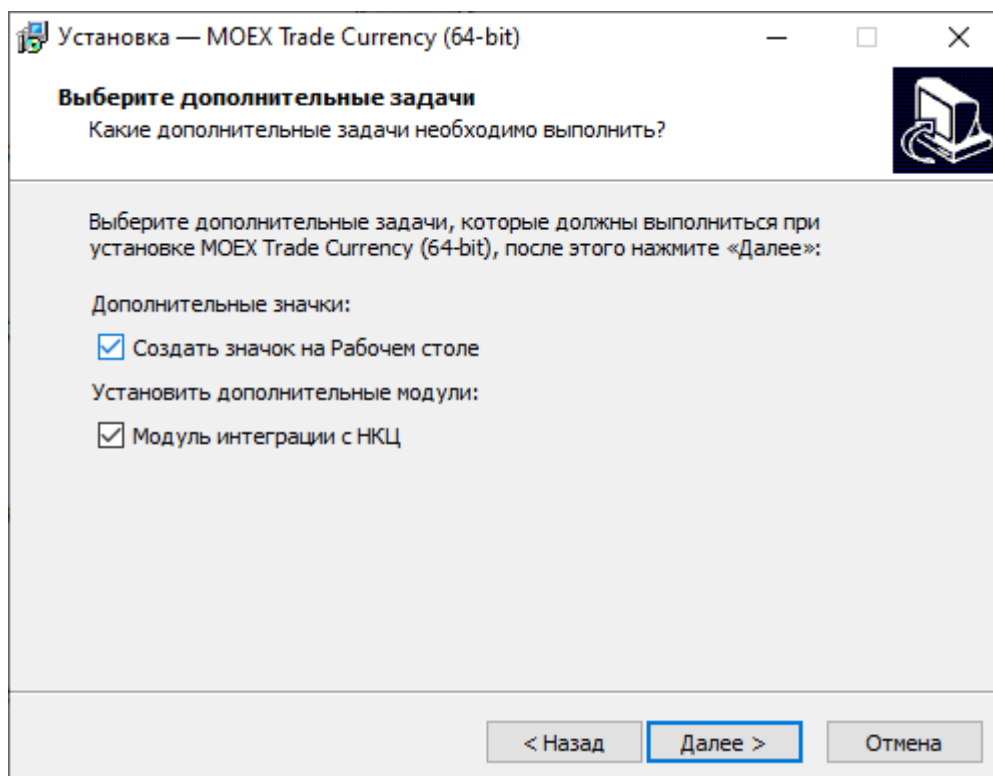 Установка — MOEX Trade Currency (64-bit)
Выберите дополнительные задачи
Какие дополнительные задачи необходимо выполнить?
Выберите дополнительные задачи, которые должны выполниться при
установке MOEX Trade Currency (64-bit), после этого нажмите «Далее»:
Дополнительные значки:
Создать значок на Рабочем столе
Установить дополнительные модули:
Модуль интеграции с НКЦ
< Назад
Далее >
Отмена